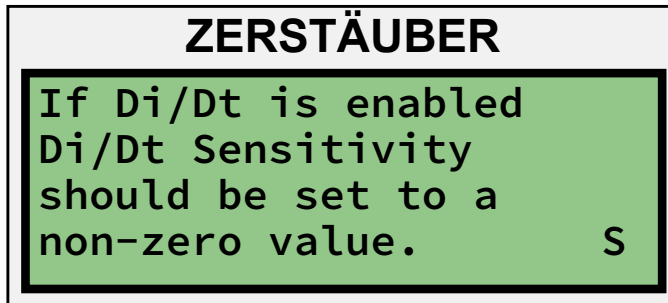 ZERSTÄUBER
If Di/Dt is enabled
Di/Dt Sensitivity
should be set to a
non-zero value. S